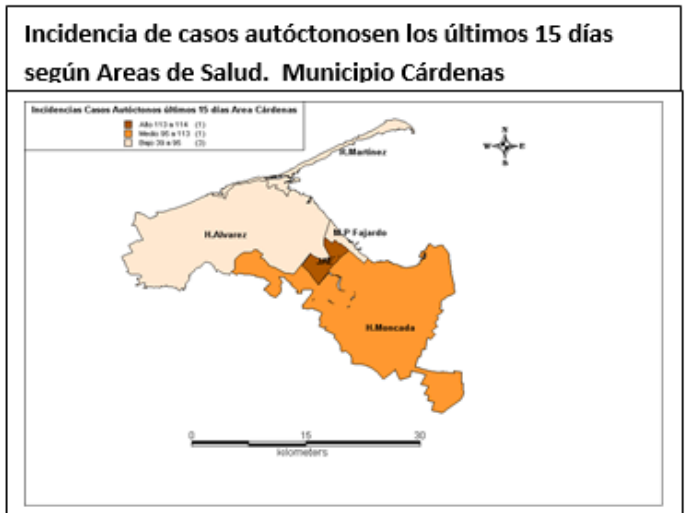 Incidencia de casos autóctonosen los últimos 15 días
según Areas de Salud.  Municipio Cárdenas
Incidencias Casos Autóctonos últimos 15 días Area Cárdenas
Alto 113 a 114 (1)
Medio 95 a 113 (1)
Bajo 39 a 95 (3)
N
W E
S
R.Martinez
H.Alvarez
M.P Fajardo
H.Moncada
0 15 30
kilometers